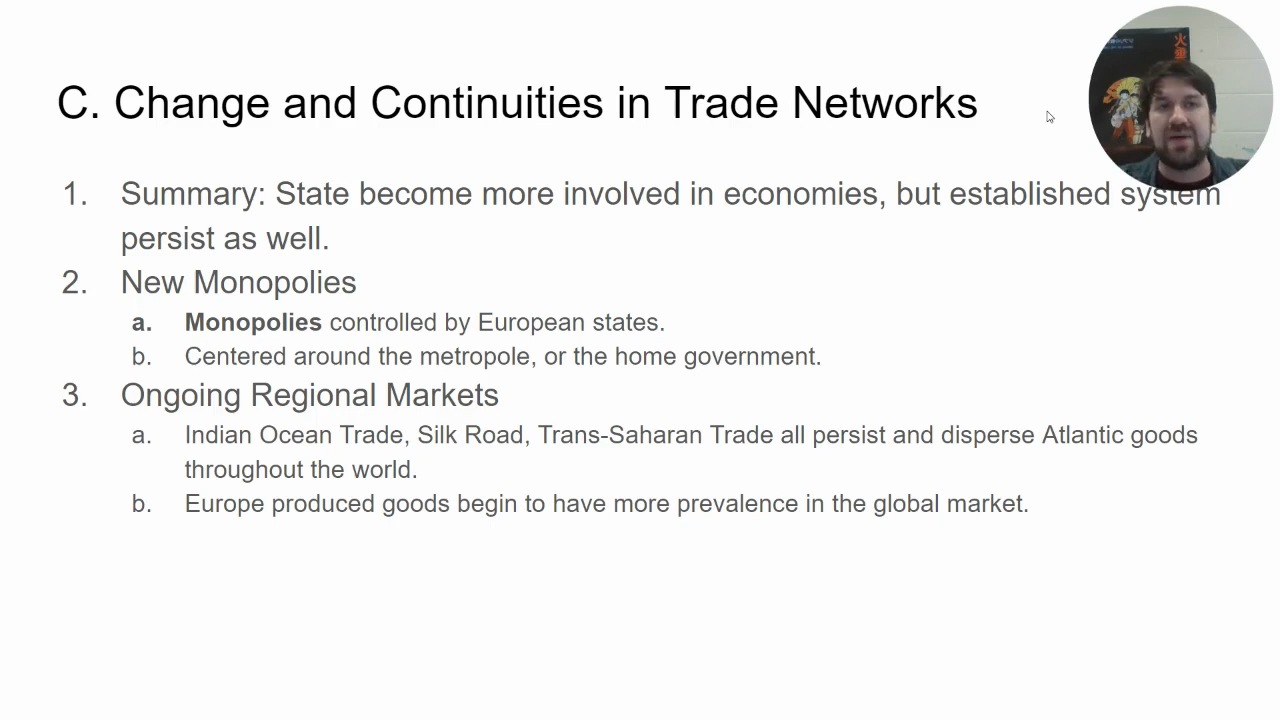 C. Change and Continuities in Trade Networks
火
1. Summary: State become more involved in economies, but established system
persist as well.
2. New Monopolies
a. Monopolies controlled by European states.
b. Centered around the metropole, or the home government.
3. Ongoing Regional Markets
a. Indian Ocean Trade, Silk Road, Trans-Saharan Trade all persist and disperse Atlantic goods
throughout the world.
b. Europe produced goods begin to have more prevalence in the global market.